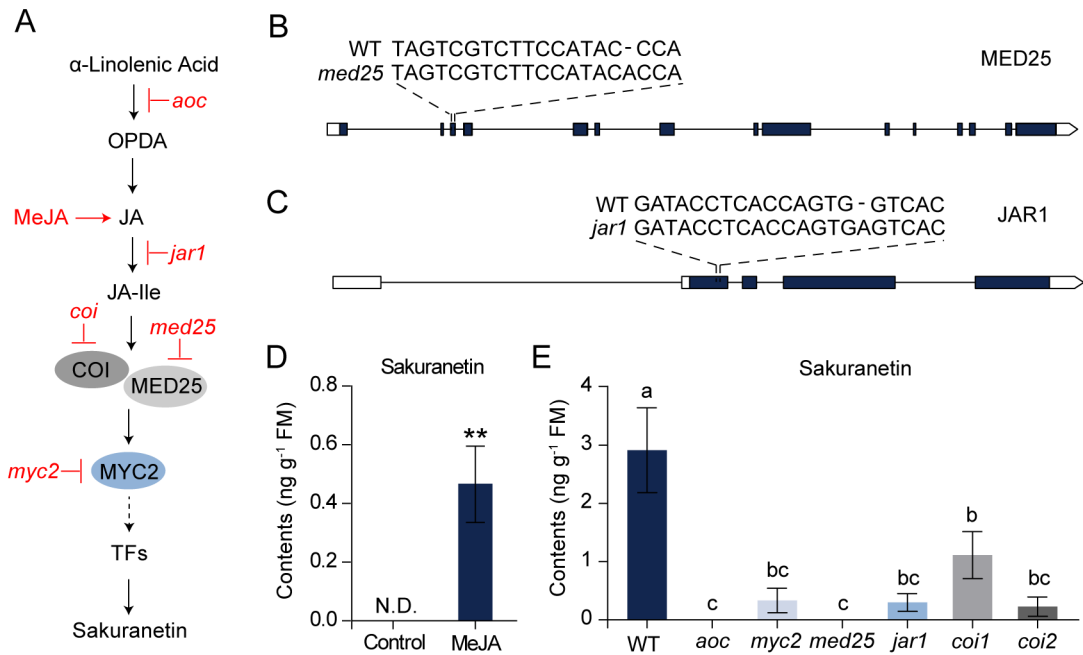 A
α-Linolenic Acid
aoc
OPDA
MeJA
JA
jar1
JA-Ile
coi
med25
COI
MED25
myc2
MYC2
TFs
Sakuranetin
B
WT TAGTCGTCTTCCATAC-CCA
med25 TAGTCGTCTTCCATACACCA
MED25
C
WT GATACCTCACCAGTG-GTCAC
jar1 GATACCTCACCAGTGAGTCAC
JAR1
D
Sakuranetin
Contents (ng g⁻¹ FM)
0.8
0.6
0.4
0.2
0.0
N.D.
**
Control
MeJA
E
Sakuranetin
Contents (ng g⁻¹ FM)
4
3
2
1
0
a
c
bc
c
bc
b
bc
WT
aoc
myc2
med25
jar1
coi1
coi2